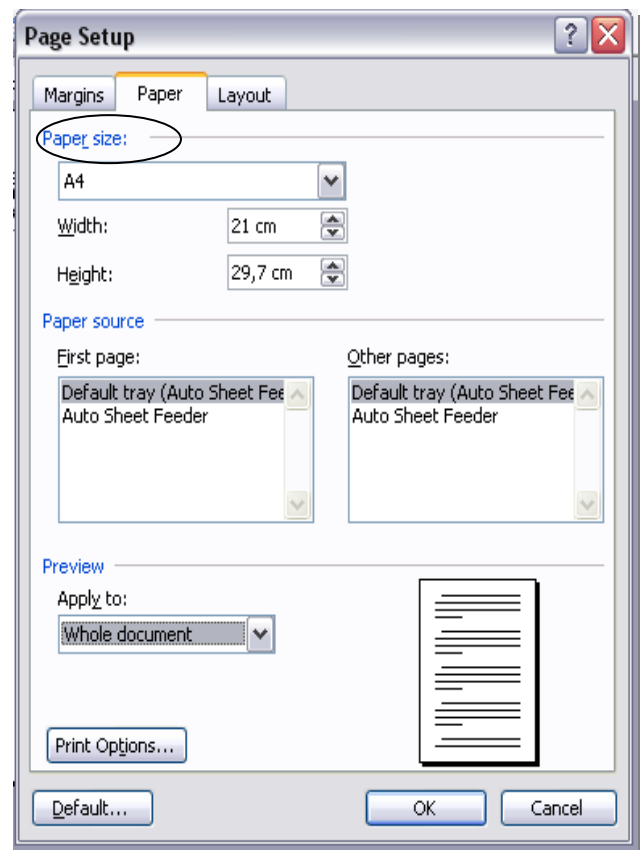 Page Setup
Margins Paper Layout
Paper size:
A4
Width: 21 cm
Height: 29,7 cm
Paper source
First page: Other pages:
Default tray (Auto Sheet Fee Default tray (Auto Sheet Fee
Auto Sheet Feeder Auto Sheet Feeder
Preview
Apply to:
Whole document
Print Options...
Default... OK Cancel